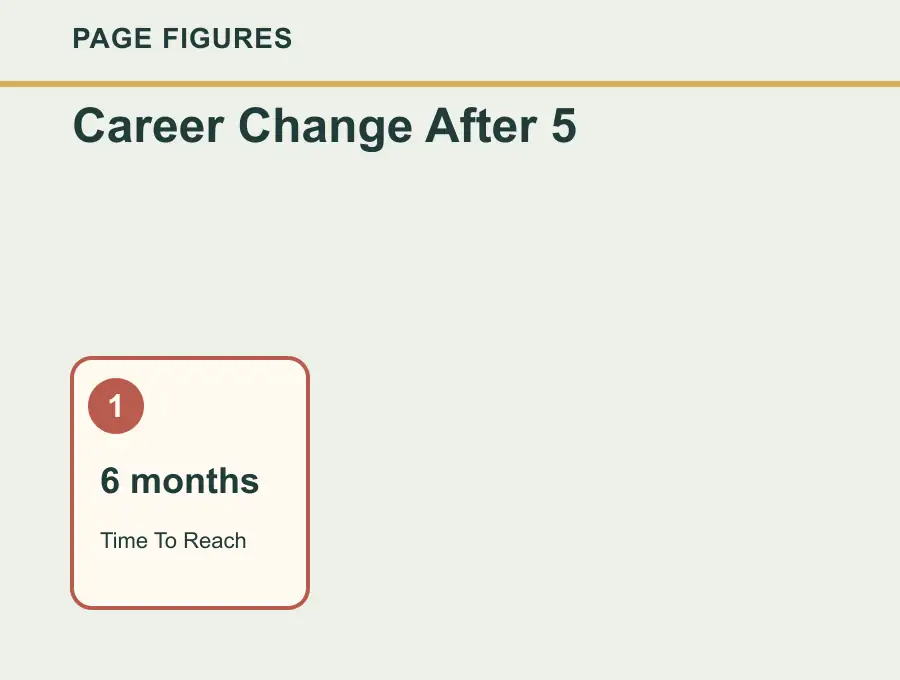 PAGE FIGURES
Career Change After 5
1
6 months
Time To Reach